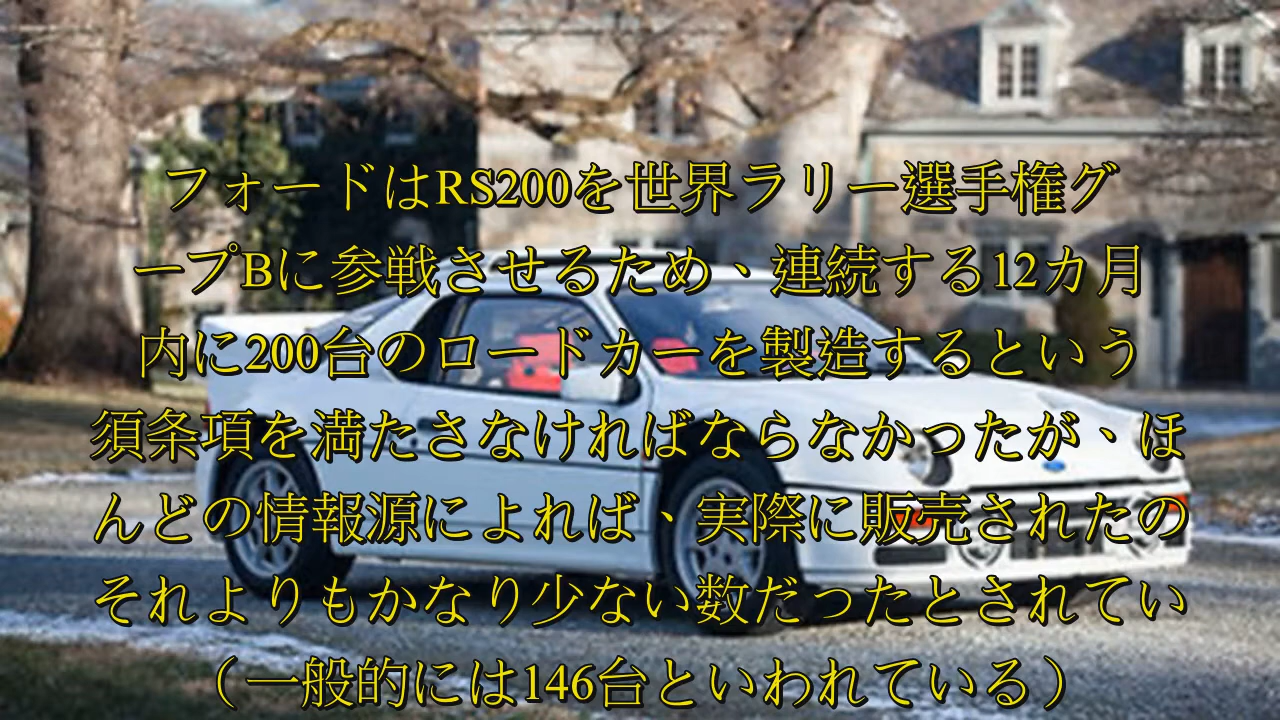 フォードはRS200を世界ラリー選手権グ
ープBに参戦させるため、連続する12カ月
内に200台のロードカーを製造するという
須条項を満たさなければならなかったが、ほ
んどの情報源によれば、実際に販売されたの
それよりもかなり少ない数だったとされてい
（一般的には146台といわれている）